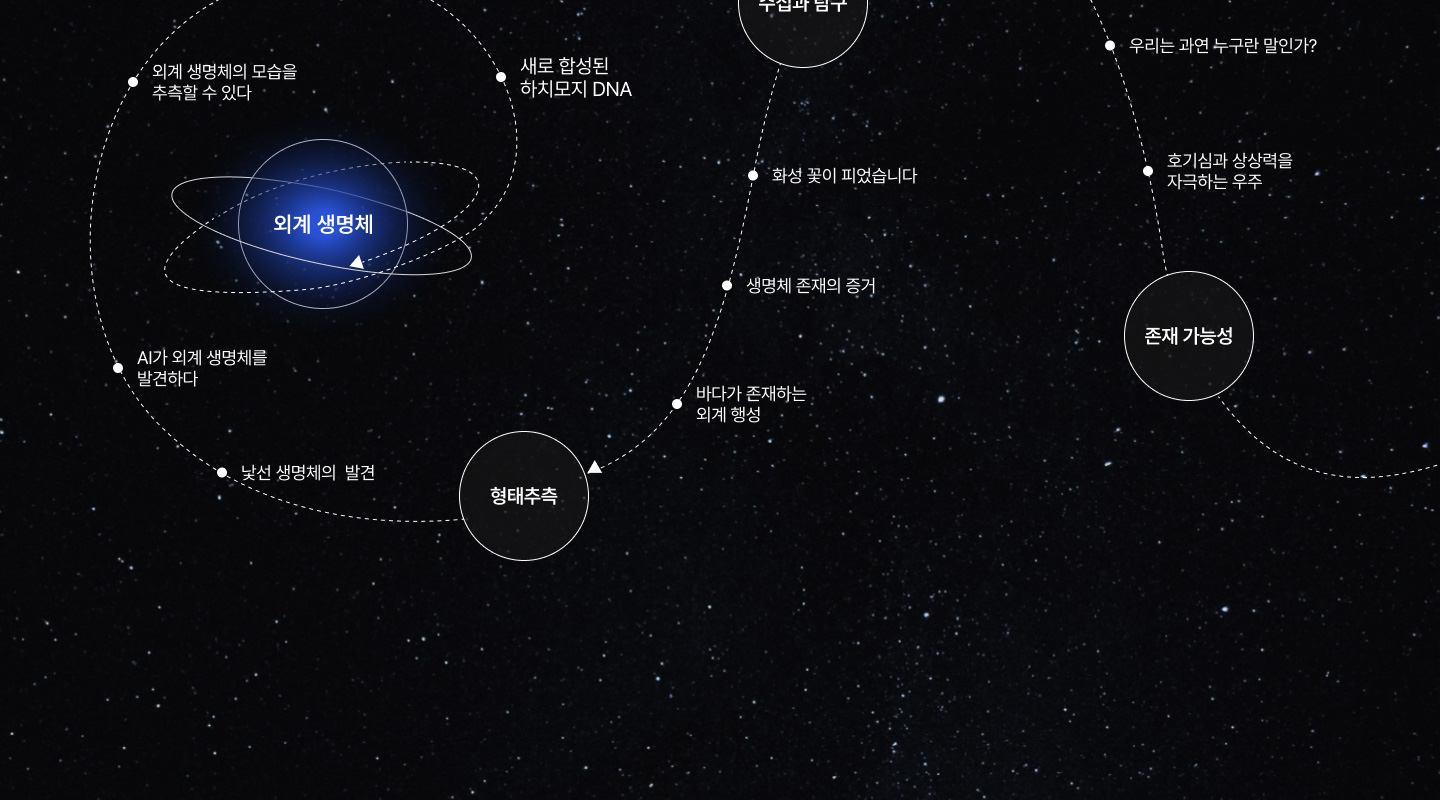 수집과 탐구
우리는 과연 누구란 말인가?
외계 생명체의 모습을
추측할 수 있다
새로 합성된
하치모지 DNA
화성 꽃이 피었습니다
호기심과 상상력을
자극하는 우주
외계 생명체
생명체 존재의 증거
존재 가능성
AI가 외계 생명체를
발견하다
바다가 존재하는
외계 행성
낯선 생명체의  발견
형태추측